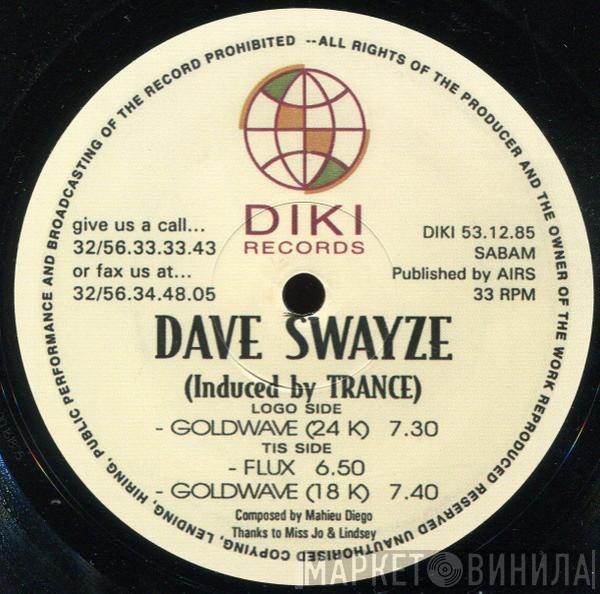 --ALL RIGHTS OF THE PRODUCER AND THE OWNER OF THE WORK REPRODUCED RESERVED UNAUTHORISED COPYING, LENDING, HIRING, PUBLIC PERFORMANCE AND BROADCASTING OF THE RECORD PROHIBITED
DIKI
RECORDS
give us a call...
32/56.33.33.43
or fax us at...
32/56.34.48.05
DIKI 53.12.85
SABAM
Published by AIRS
33 RPM
DAVE SWAYZE
(Induced by TRANCE)
LOGO SIDE
- GOLDWAVE (24 K) 7.30
TIS SIDE
- FLUX 6.50
- GOLDWAVE (18 K) 7.40
Composed by Mahieu Diego
Thanks to Miss Jo & Lindsey
МАРКЕТ ВИНИЛА